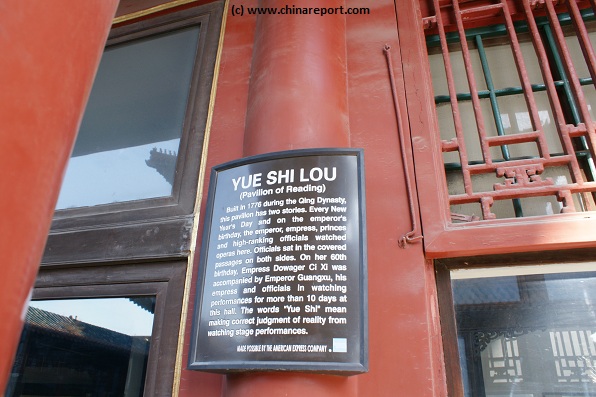 (c) www.chinareport.com
YUE SHI LOU
(Pavilion of Reading)
Built in 1776 during the Qing Dynasty,
this pavilion has two stories. Every New
Year's Day and on the emperor's
birthday, the emperor, empress, princes
and high-ranking officials watched
operas here. Officials sat in the covered
passages on both sides. On her 60th
birthday, Empress Dowager Ci Xi was
accompanied by Emperor Guangxu, his
empress and officials in watching
performances for more than 10 days at
this hall. The words "Yue Shi" mean
making correct judgment of reality from
watching stage performances.
MADE POSSIBLE BY THE AMERICAN EXPRESS COMPANY